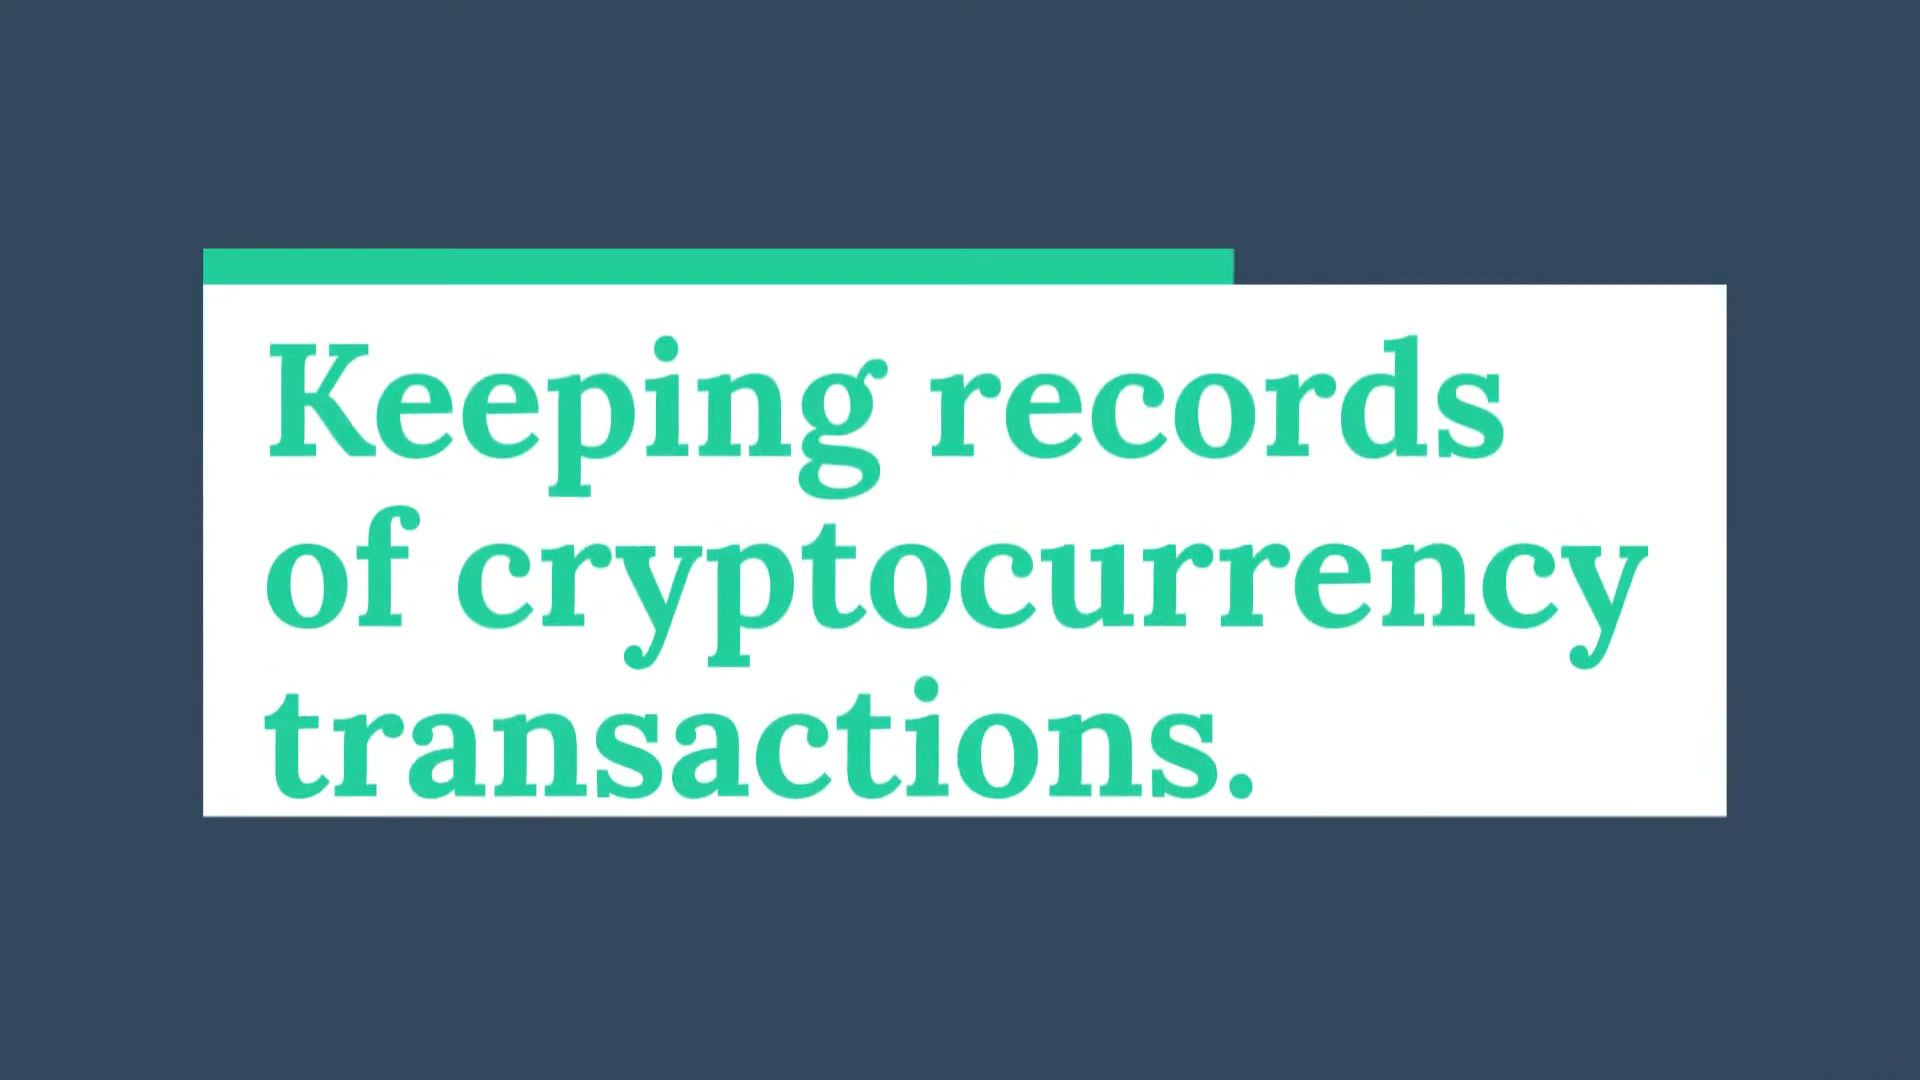 Keeping records
of cryptocurrency
transactions.